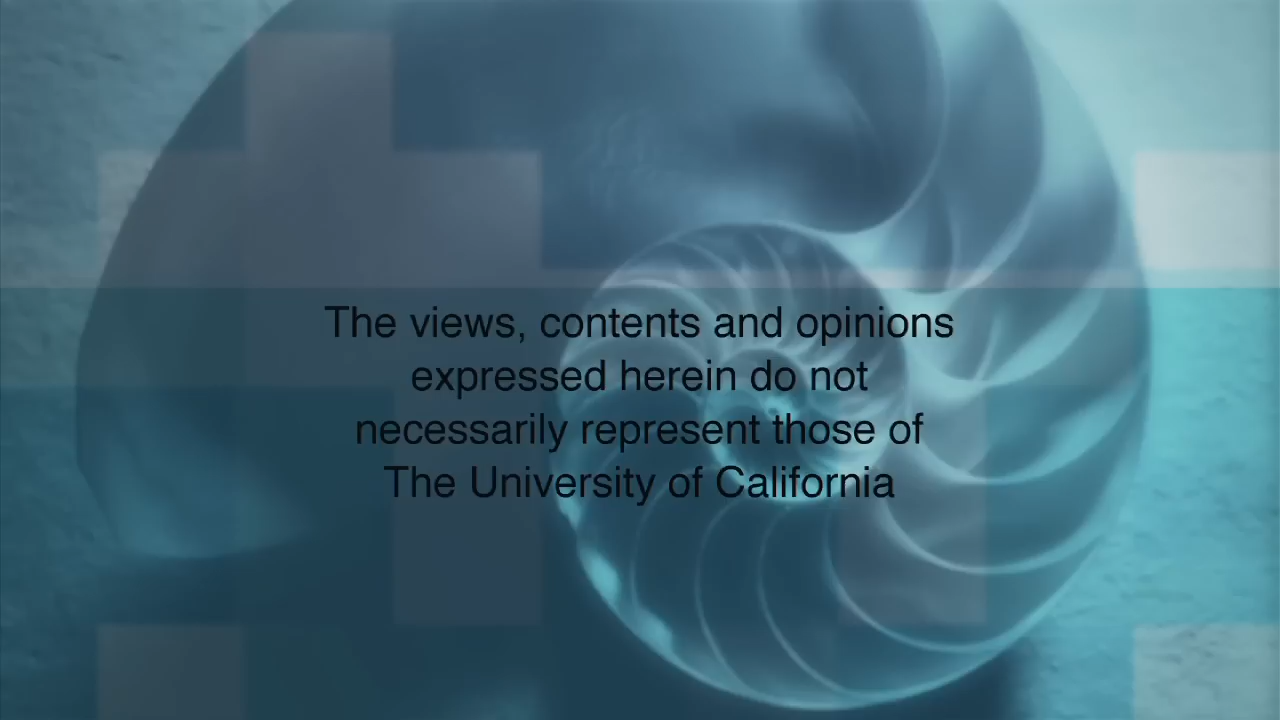 The views, contents and opinions
expressed herein do not
necessarily represent those of
The University of California